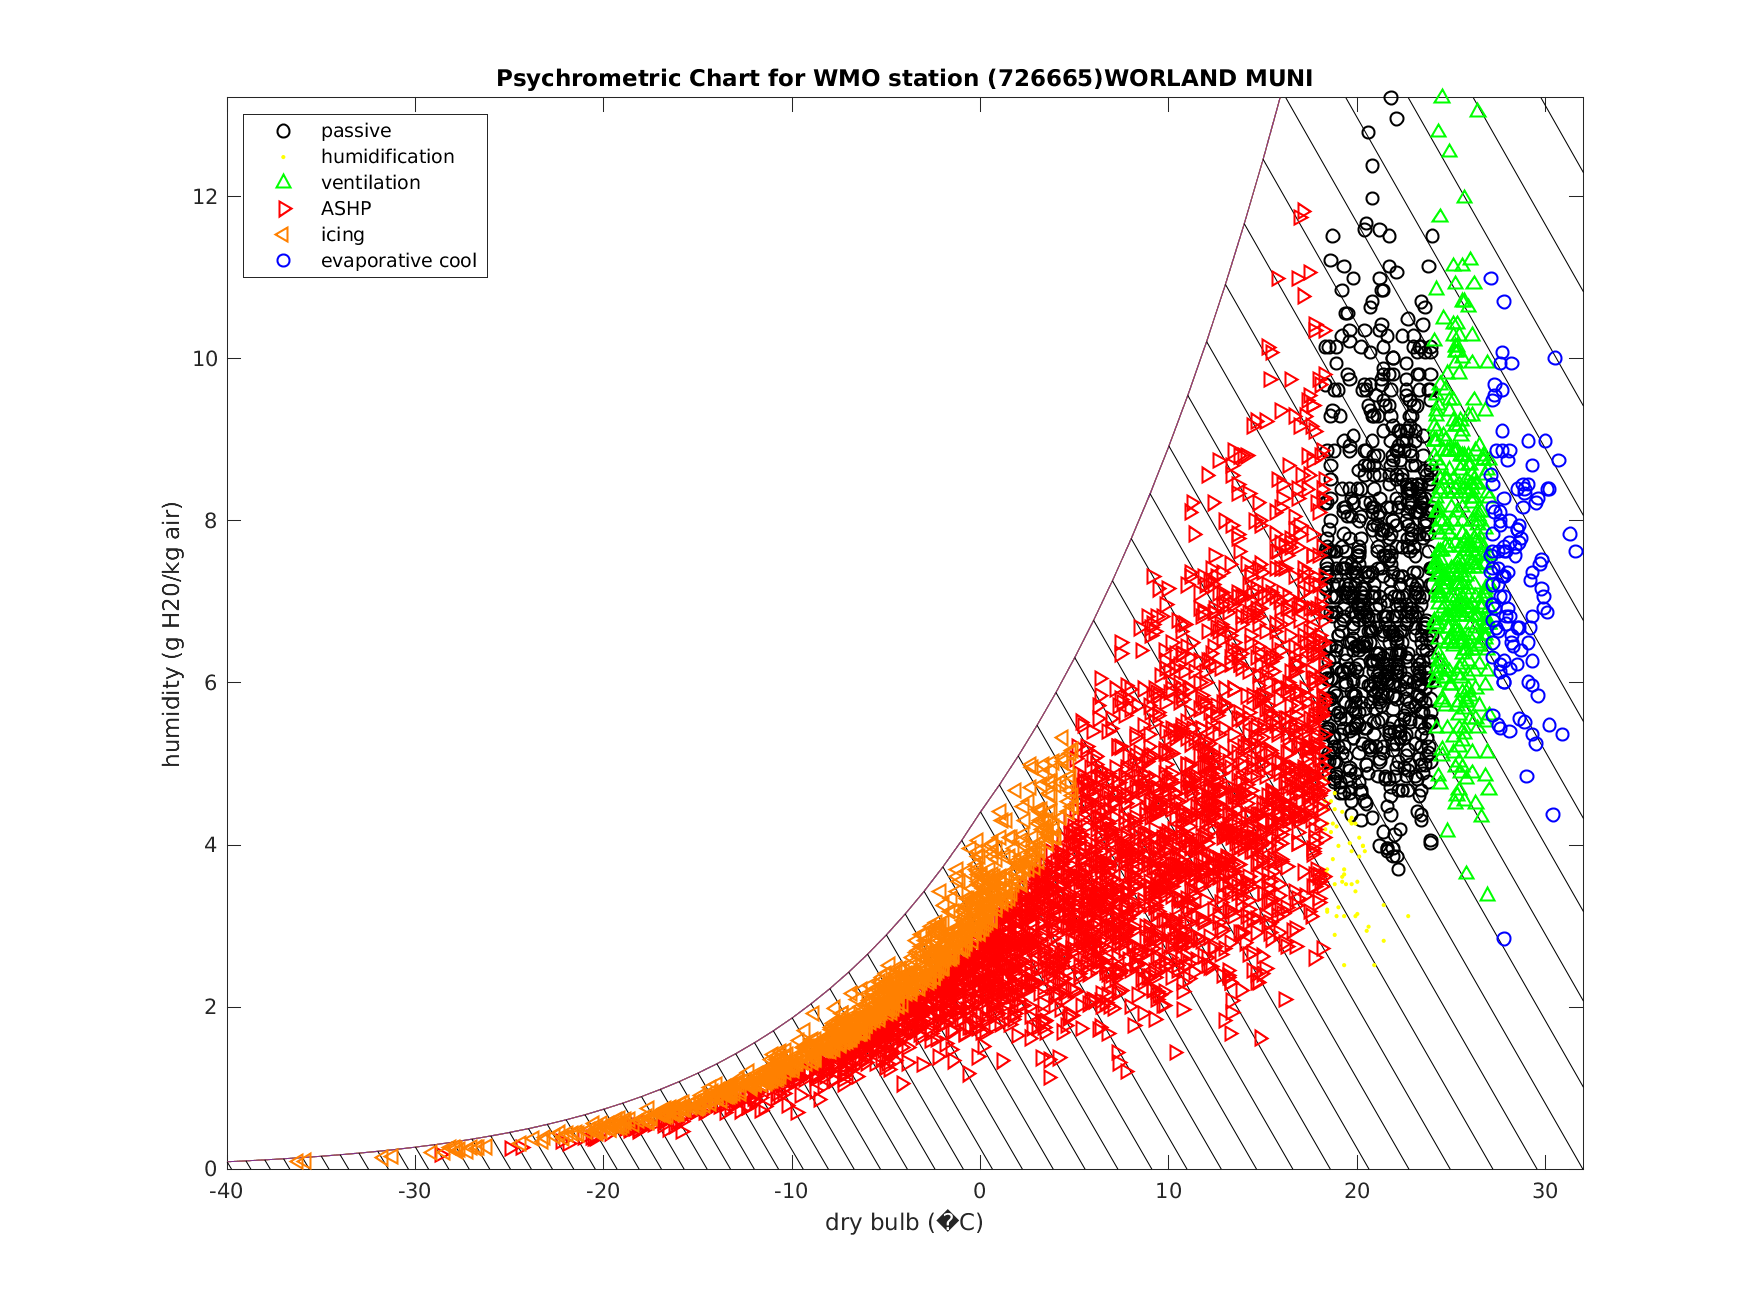 Psychrometric Chart for WMO station (726665)WORLAND MUNI
passive
humidification
ventilation
ASHP
icing
evaporative cool
humidity (g H20/kg air)
12
10
8
6
4
2
0
-40 -30 -20 -10 0 10 20 30
dry bulb (�C)